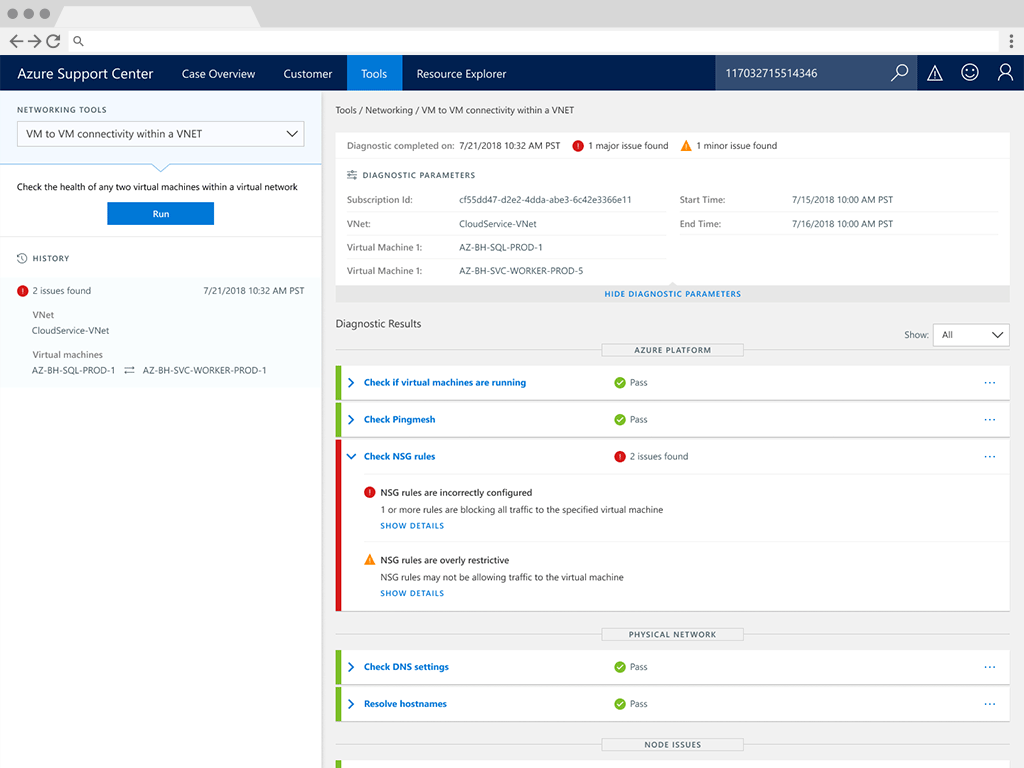 Azure Support Center Case Overview Customer Tools Resource Explorer 117032715514346
NETWORKING TOOLS
VM to VM connectivity within a VNET
Check the health of any two virtual machines within a virtual network
Run
HISTORY
2 issues found 7/21/2018 10:32 AM PST
VNet
CloudService-VNet
Virtual machines
AZ-BH-SQL-PROD-1 AZ-BH-SVC-WORKER-PROD-1
Tools / Networking / VM to VM connectivity within a VNET
Diagnostic completed on: 7/21/2018 10:32 AM PST 1 major issue found 1 minor issue found
DIAGNOSTIC PARAMETERS
Subscription Id: cf55dd47-d2e2-4dda-abe3-6c42e3366e11 Start Time: 7/15/2018 10:00 AM PST
VNet: CloudService-VNet End Time: 7/16/2018 10:00 AM PST
Virtual Machine 1: AZ-BH-SQL-PROD-1
Virtual Machine 1: AZ-BH-SVC-WORKER-PROD-5
HIDE DIAGNOSTIC PARAMETERS
Diagnostic Results
Show: All
AZURE PLATFORM
Check if virtual machines are running Pass
Check Pingmesh Pass
Check NSG rules 2 issues found
NSG rules are incorrectly configured
1 or more rules are blocking all traffic to the specified virtual machine
SHOW DETAILS
NSG rules are overly restrictive
NSG rules may not be allowing traffic to the virtual machine
SHOW DETAILS
PHYSICAL NETWORK
Check DNS settings Pass
Resolve hostnames Pass
NODE ISSUES